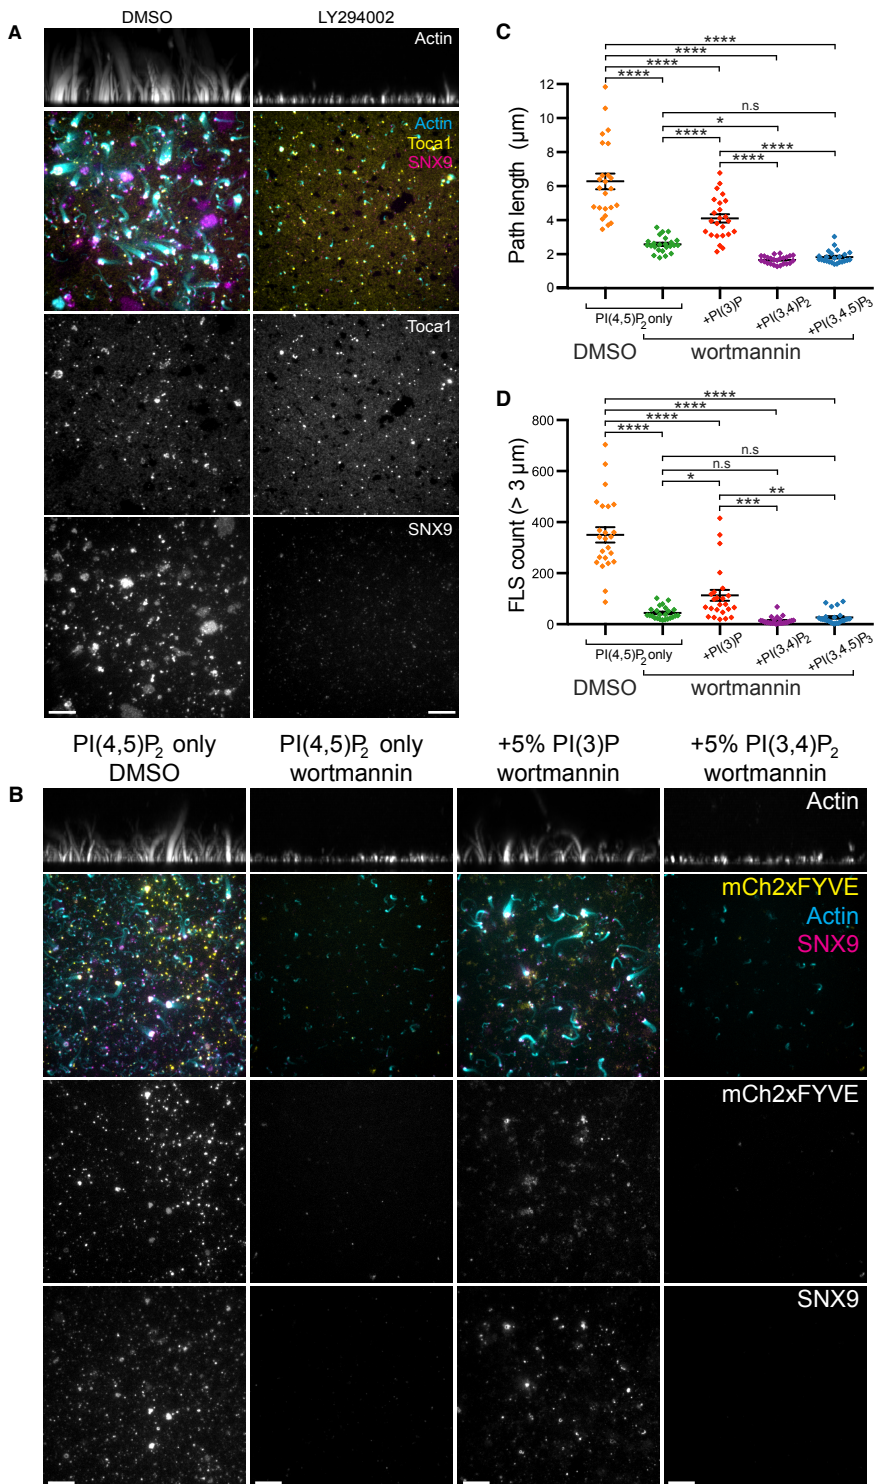 A
DMSO
LY294002
Actin
Actin
Toca1
SNX9
Toca1
SNX9
C
****
****
****
****
n.s
*
****
****
****
Path length (µm)
12
10
8
6
4
2
0
PI(4,5)P2 only
+PI(3)P
+PI(3,4)P2
+PI(3,4,5)P3
DMSO
wortmannin
D
****
****
****
****
n.s
n.s
*
**
***
FLS count (> 3 µm)
800
600
400
200
0
PI(4,5)P2 only
+PI(3)P
+PI(3,4)P2
+PI(3,4,5)P3
DMSO
wortmannin
B
PI(4,5)P2 only
DMSO
PI(4,5)P2 only
wortmannin
+5% PI(3)P
wortmannin
+5% PI(3,4)P2
wortmannin
Actin
mCh2xFYVE
Actin
SNX9
mCh2xFYVE
SNX9